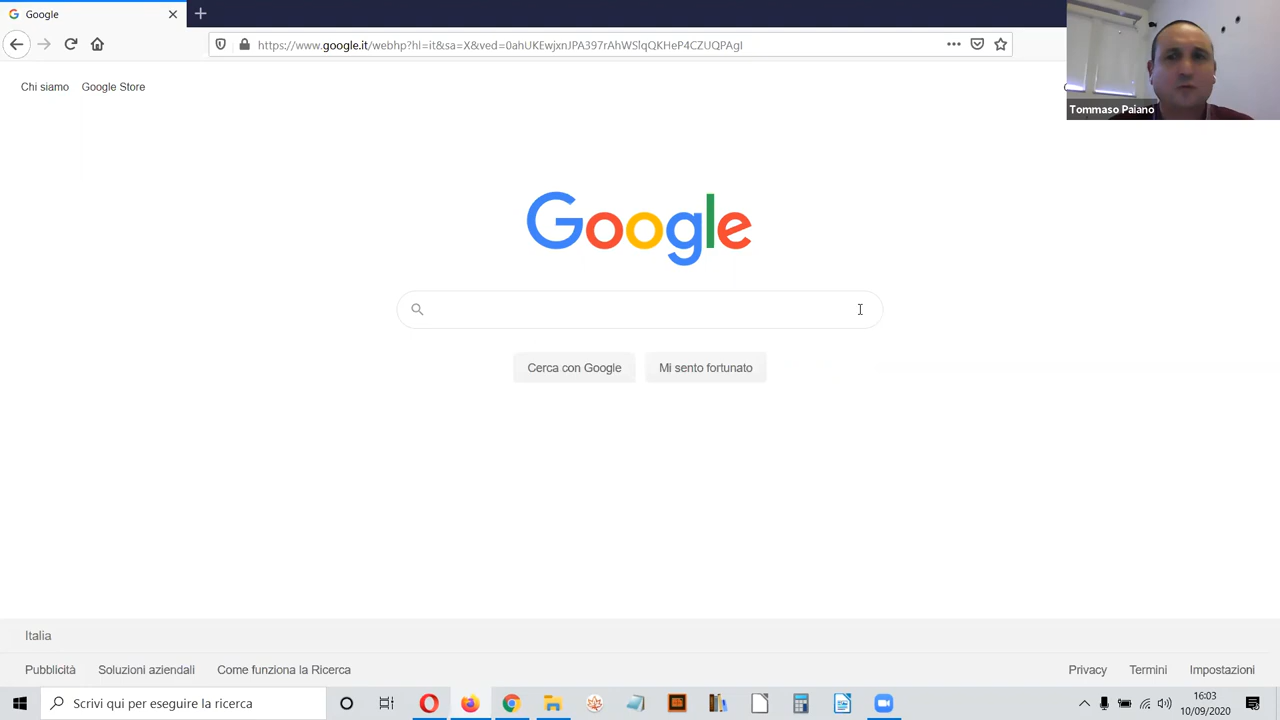 Google
https://www.google.it/webhp?hl=it&sa=X&ved=0ahUKEwjxnJPA397rAhWSlqQKHeP4CZUQPAgI
Chi siamo Google Store
Tommaso Paiano
Google
Cerca con Google Mi sento fortunato
Italia
Pubblicità Soluzioni aziendali Come funziona la Ricerca Privacy Termini Impostazioni
Scrivi qui per eseguire la ricerca
16:03
10/09/2020